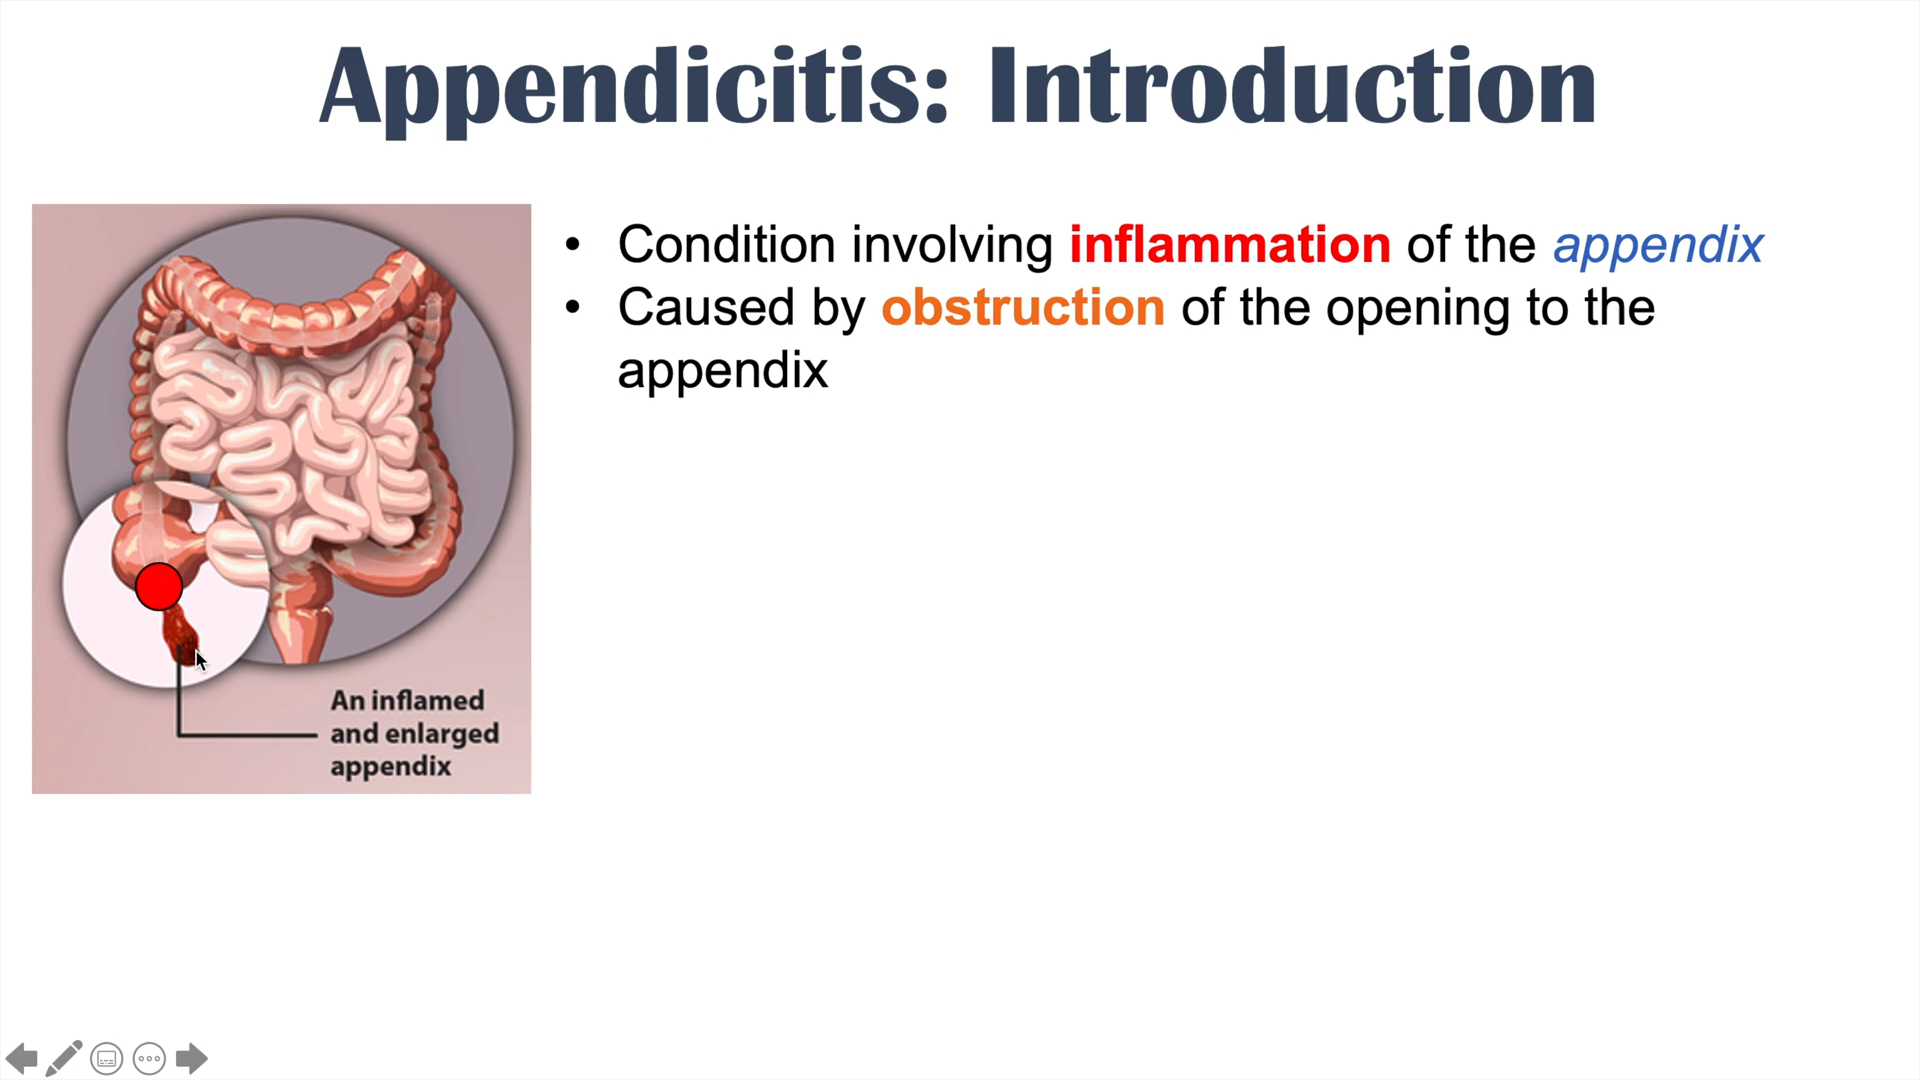 Appendicitis: Introduction
• Condition involving inflammation of the appendix
• Caused by obstruction of the opening to the
appendix
An inflamed
and enlarged
appendix